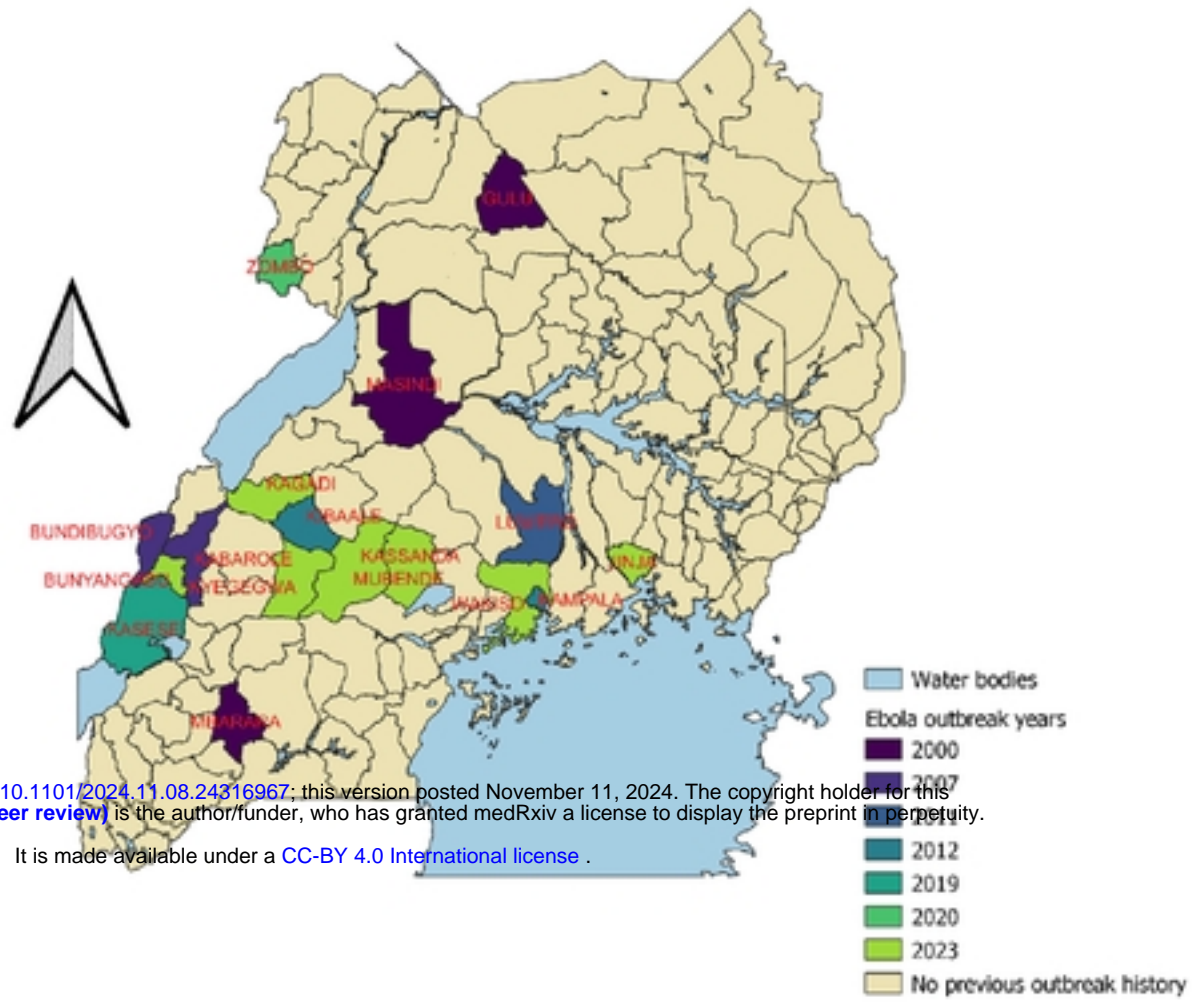 GULU
ZOMBO
MASINDI
KAGADI
KIBAALE
BUNDIBUGYO
LUWERO
KABAROLE
KASSANDA
JINJA
BUNYANGABU
KYEGEGWA
MUBENDE
WAKISO
KAMPALA
KASESE
MBARARA
Water bodies
Ebola outbreak years
2000
2007
2011
2012
2019
2020
2023
No previous outbreak history
10.1101/2024.11.08.24316967; this version posted November 11, 2024. The copyright holder for this
eer review) is the author/funder, who has granted medRxiv a license to display the preprint in perpetuity.
It is made available under a CC-BY 4.0 International license .